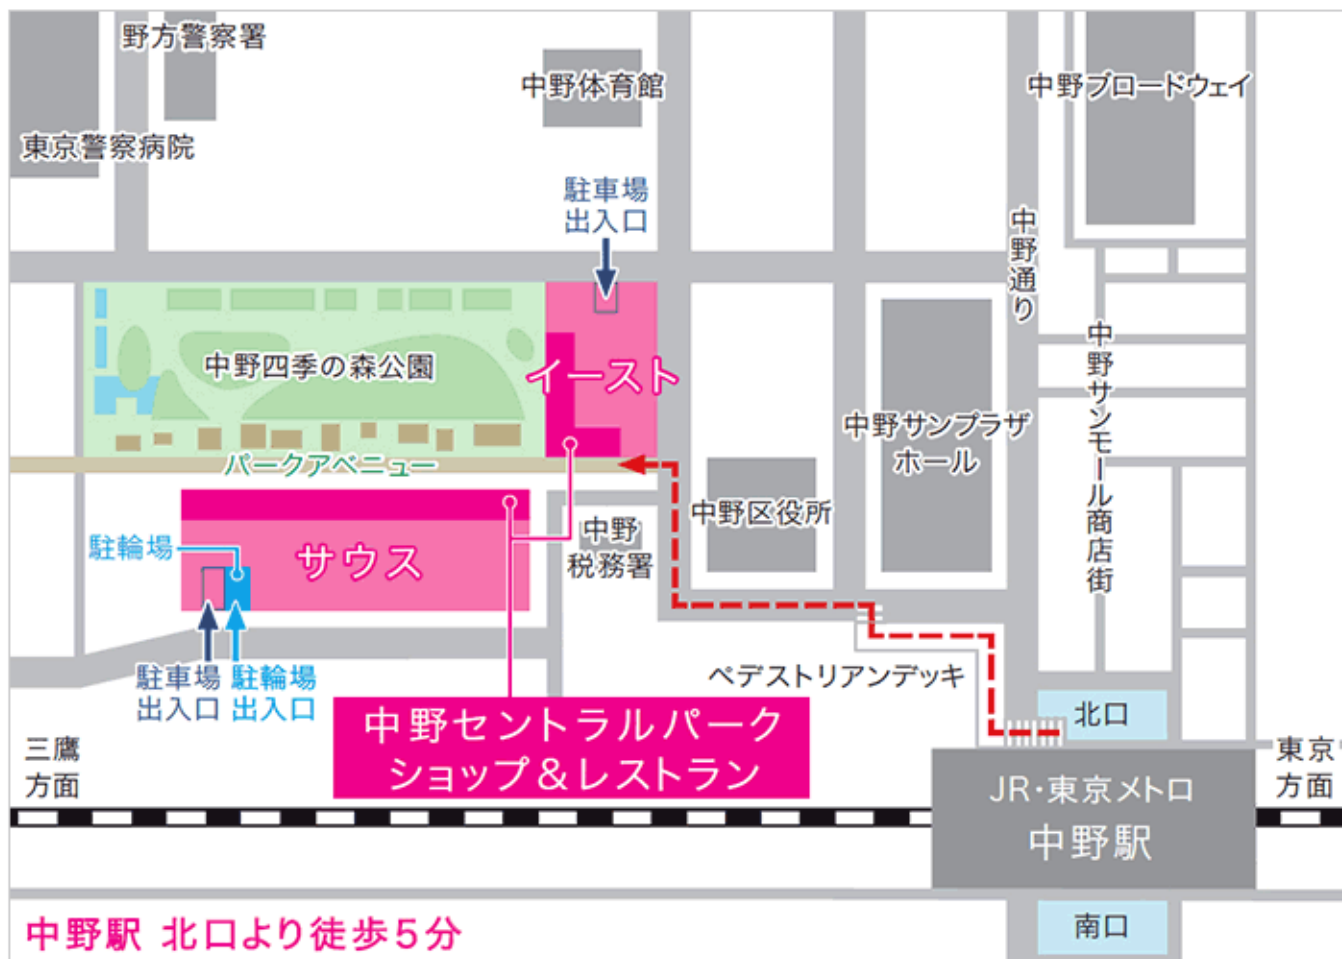 野方警察署
中野体育館
中野ブロードウェイ
東京警察病院
駐車場
出入口
中野通り
中野四季の森公園
イースト
中野サンモール商店街
中野サンプラザ
ホール
パークアベニュー
中野区役所
中野
税務署
駐輪場
サウス
駐車場
出入口
駐輪場
出入口
ペデストリアンデッキ
中野セントラルパーク
ショップ&レストラン
北口
三鷹
方面
東京
方面
JR・東京メトロ
中野駅
南口
中野駅 北口より徒歩5分